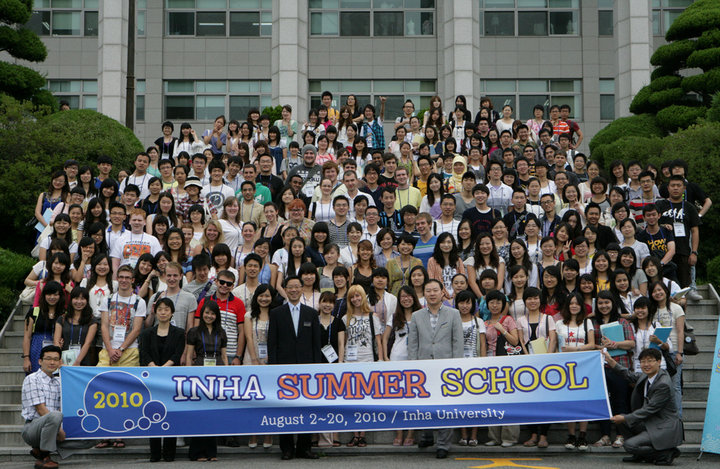 2010 INHA SUMMER SCHOOL
August 2~20, 2010 / Inha University